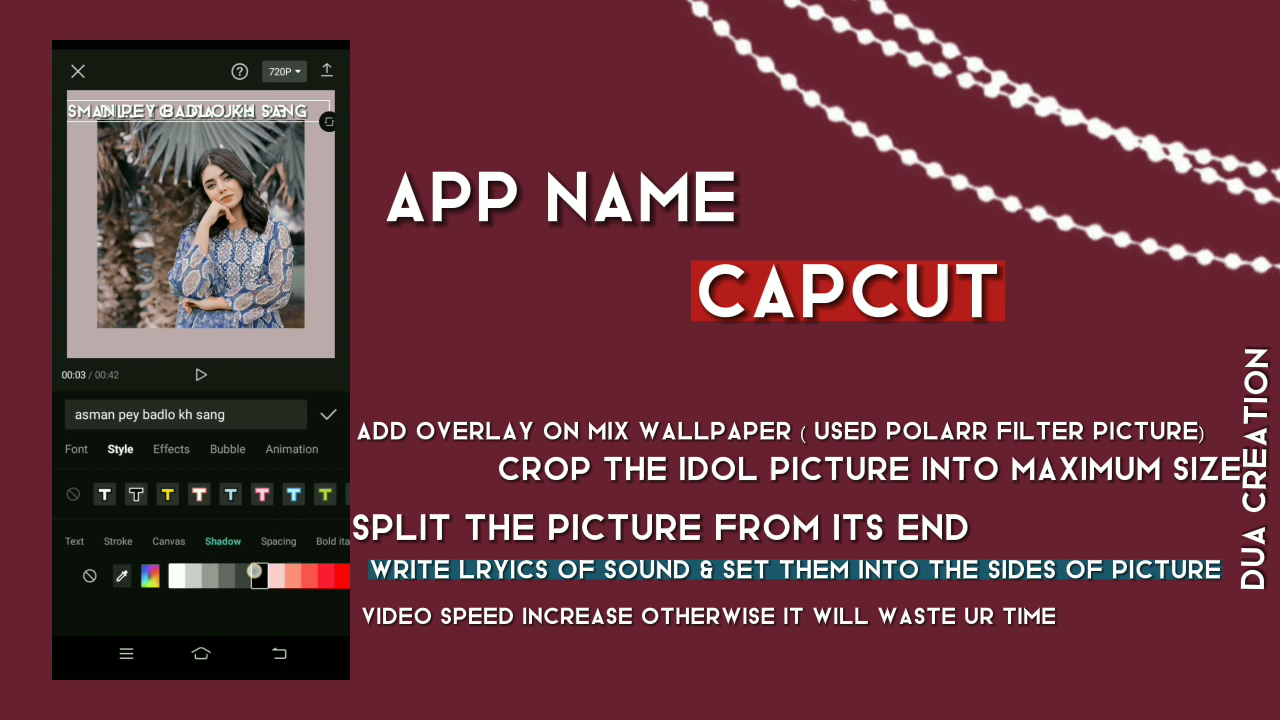 720P
SMAN PEY BADLO KH SANG
00:03 / 00:42
asman pey badlo kh sang
Font Style Effects Bubble Animation
T T T T T T T T
Text Stroke Canvas Shadow Spacing Bold ita
APP NAME
CAPCUT
ADD OVERLAY ON MIX WALLPAPER ( USED POLARR FILTER PICTURE)
CROP THE IDOL PICTURE INTO MAXIMUM SIZE
SPLIT THE PICTURE FROM ITS END
WRITE LRYICS OF SOUND & SET THEM INTO THE SIDES OF PICTURE
VIDEO SPEED INCREASE OTHERWISE IT WILL WASTE UR TIME
DUA CREATION